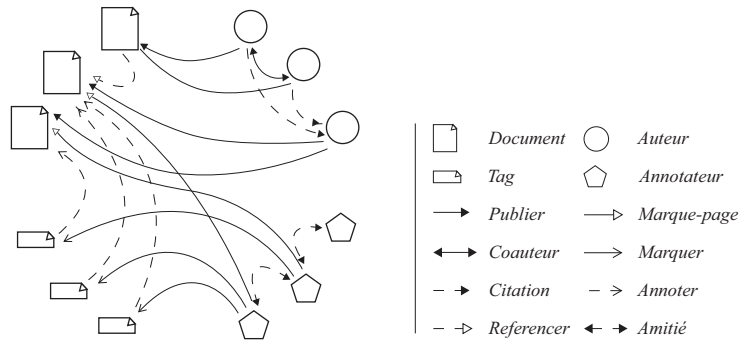 Document Auteur
Tag Annotateur
Publier Marque-page
Coauteur Marquer
Citation Annoter
Referencer Amitié